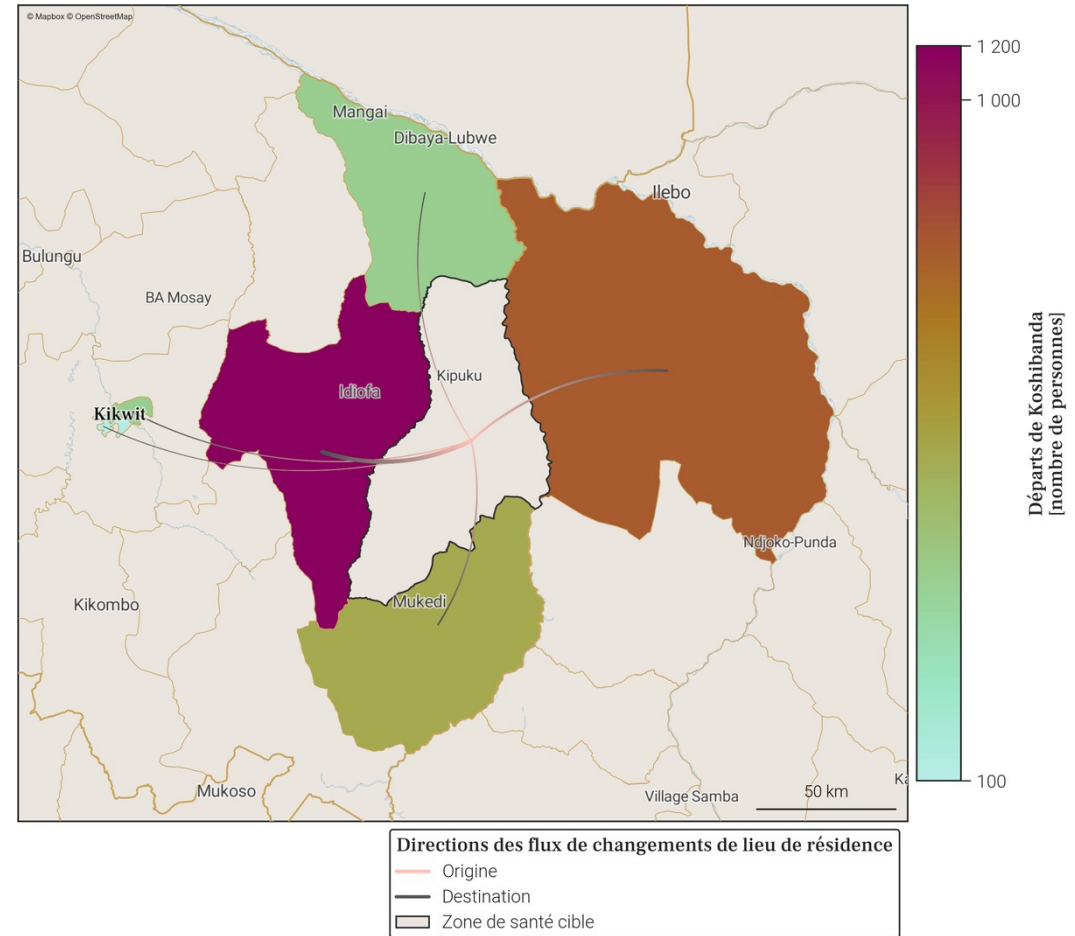 © Mapbox © OpenStreetMap
Mangai
Dibaya-Lubwe
Ilebo
Bulungu
BA Mosay
Kipuku
Idiofa
Kikwit
Ndjoko-Punda
Mukedi
Kikombo
Mukoso
Village Samba
50 km
1 200
1 000
100
Départs de Koshibanda
[nombre de personnes]
Directions des flux de changements de lieu de résidence
Origine
Destination
Zone de santé cible